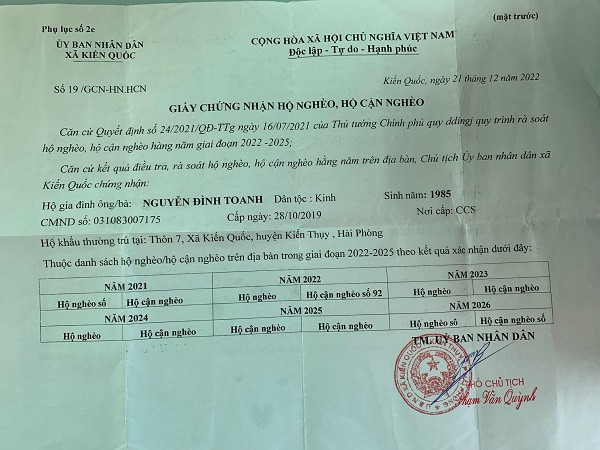 Phụ lục số 2e
(mặt trước)
ỦY BAN NHÂN DÂN
XÃ KIẾN QUỐC
CỘNG HÒA XÃ HỘI CHỦ NGHĨA VIỆT NAM
Độc lập - Tự do - Hạnh phúc
Số 19 /GCN-HN.HCN
Kiến Quốc, ngày 21 tháng 12 năm 2022
GIẤY CHỨNG NHẬN HỘ NGHÈO, HỘ CẬN NGHÈO
Căn cứ Quyết định số 24/2021/QĐ-TTg ngày 16/07/2021 của Thủ tướng Chính phủ quy ddingj quy trình rà soát
hộ nghèo, hộ cận nghèo hằng năm giai đoạn 2022 -2025;
Căn cứ kết quả điều tra, rà soát hộ nghèo, hộ cận nghèo hằng năm trên địa bàn, Chủ tịch Ủy ban nhân dân xã
Kiến Quốc chứng nhận:
Hộ gia đình ông/bà: NGUYỄN ĐÌNH TOANH Dân tộc : Kinh Sinh năm: 1985
CMND số: 031083007175 Cấp ngày: 28/10/2019 Nơi cấp: CCS
Hộ khẩu thường trú tại: Thôn 7, Xã Kiến Quốc, huyện Kiến Thụy , Hải Phòng
Thuộc danh sách hộ nghèo/hộ cận nghèo trên địa bàn trong giai đoạn 2022-2025 theo kết quả xác nhận dưới đây:
NĂM 2021 NĂM 2022 NĂM 2023
Hộ nghèo số Hộ cận nghèo Hộ nghèo Hộ cận nghèo số 92 Hộ nghèo Hộ cận nghèo
NĂM 2024 NĂM 2025 NĂM 2026
Hộ nghèo Hộ cận nghèo Hộ nghèo Hộ cận nghèo Hộ nghèo số Hộ cận nghèo số
TM. ỦY BAN NHÂN DÂN
PHÓ CHỦ TỊCH
Phạm Văn Quỳnh